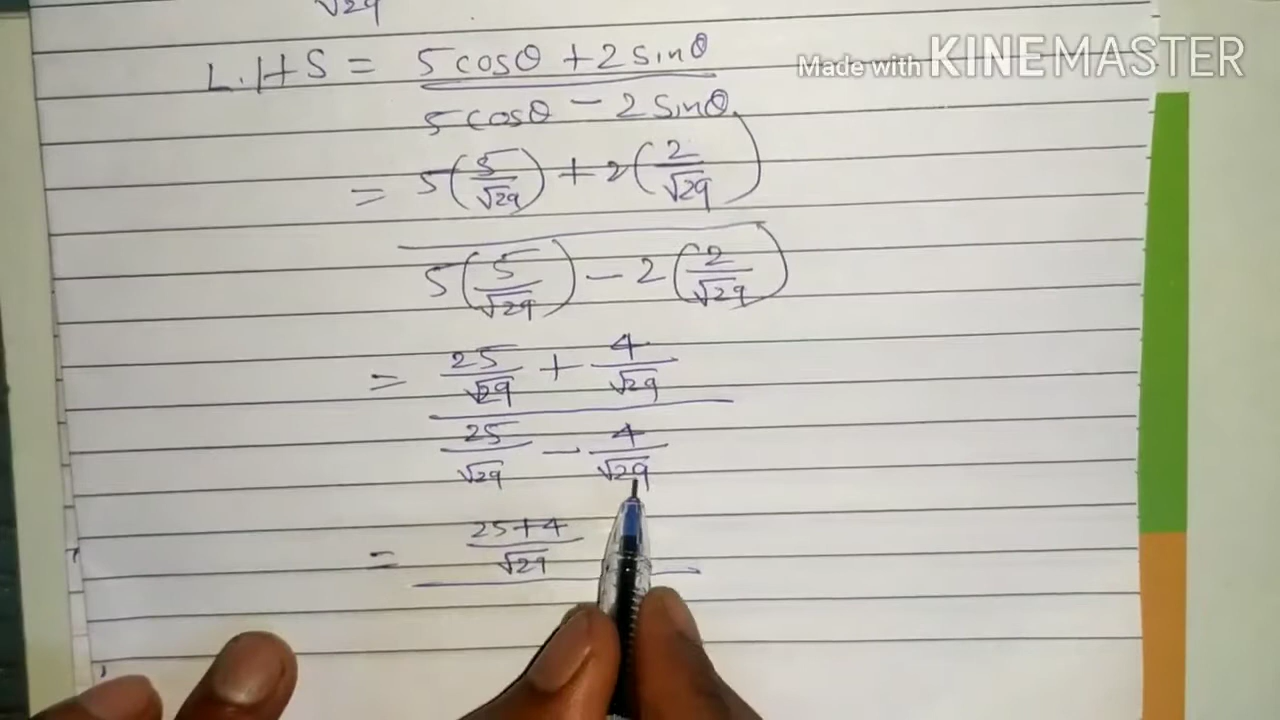 √29
L.H.S = 5cosθ + 2sinθ
Made with KINEMASTER
5cosθ - 2sinθ
= 5(5/√29) + 2(2/√29)
5(5/√29) - 2(2/√29)
= 25/√29 + 4/√29
25/√29 - 4/√29
= 25+4/√29